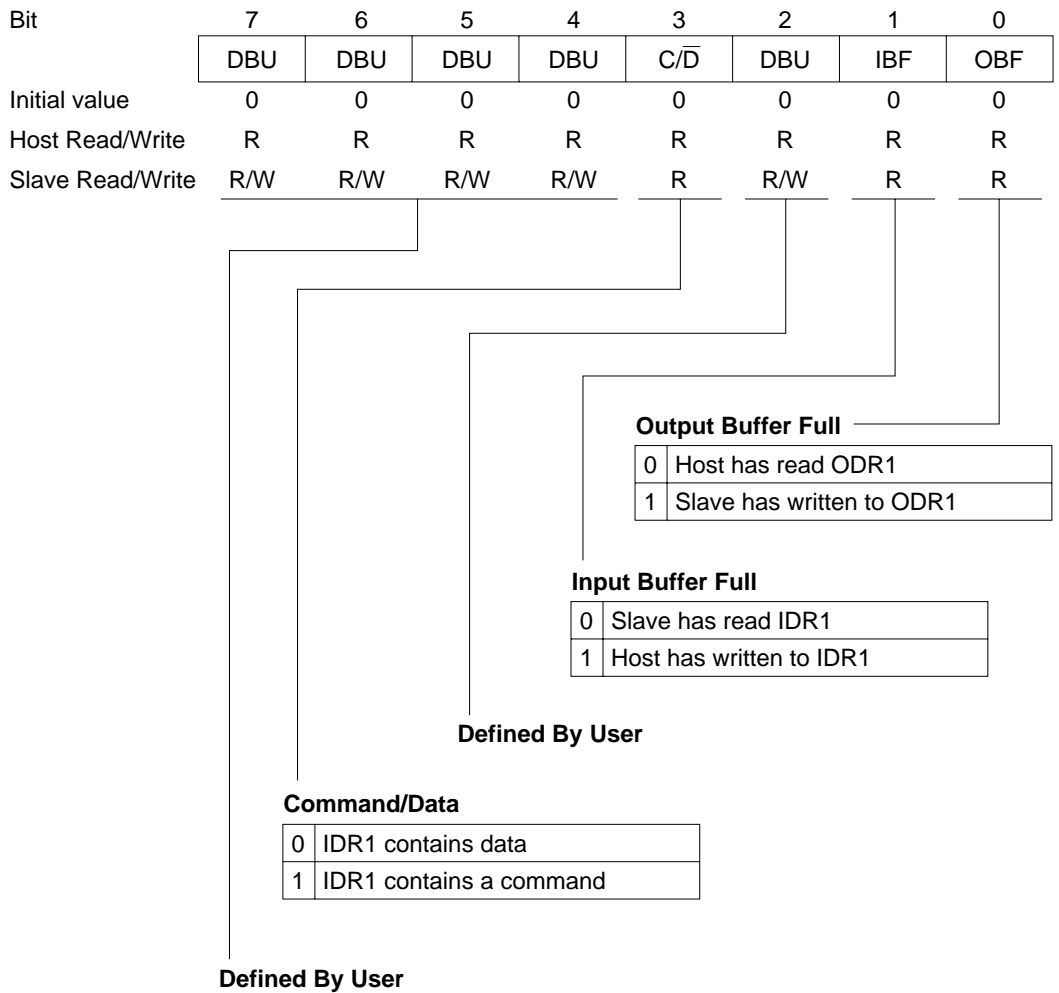 Bit 7 6 5 4 3 2 1 0
DBU DBU DBU DBU C/D̅ DBU IBF OBF
Initial value 0 0 0 0 0 0 0 0
Host Read/Write R R R R R R R R
Slave Read/Write R/W R/W R/W R/W R R/W R R
Output Buffer Full
0 Host has read ODR1
1 Slave has written to ODR1
Input Buffer Full
0 Slave has read IDR1
1 Host has written to IDR1
Defined By User
Command/Data
0 IDR1 contains data
1 IDR1 contains a command
Defined By User